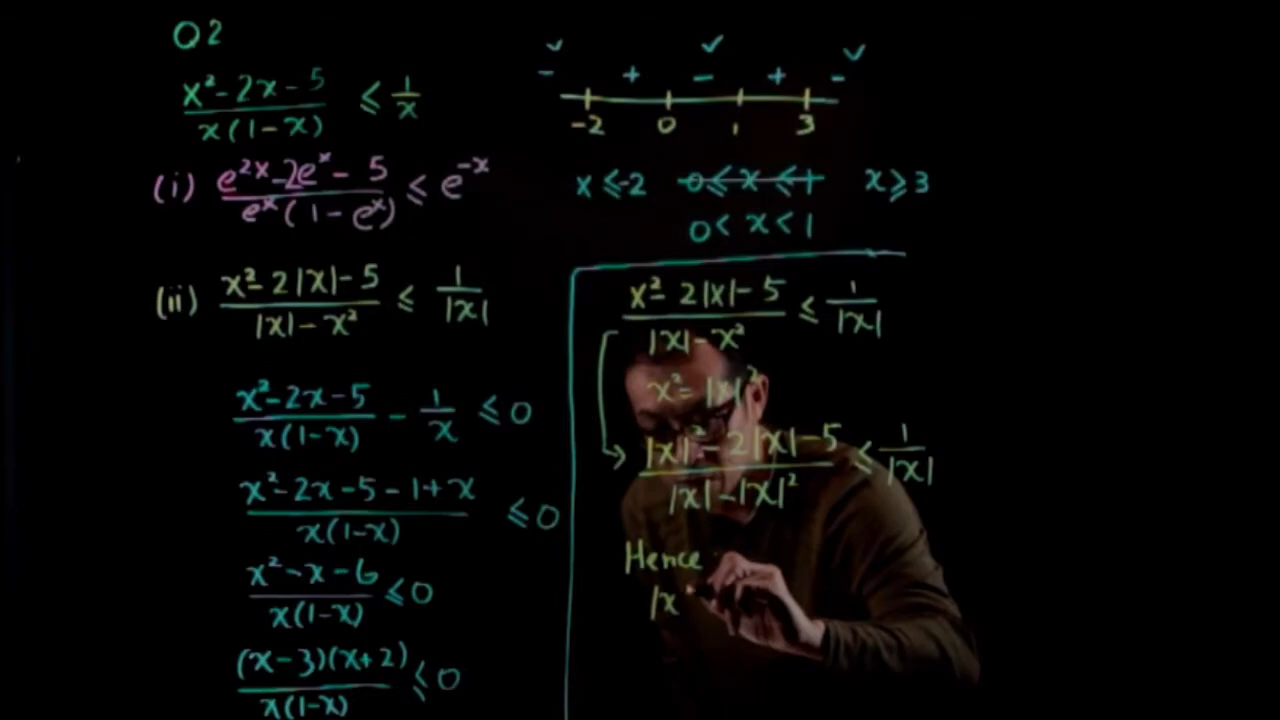 Q2
x² - 2x - 5 / x(1 - x) ≤ 1/x
(i) e^{2x} - 2e^x - 5 / e^x(1 - e^x) ≤ e^{-x}
(ii) x² - 2|x| - 5 / |x| - x² ≤ 1/|x|
x² - 2x - 5 / x(1-x) - 1/x ≤ 0
x² - 2x - 5 - 1 + x / x(1-x) ≤ 0
x² - x - 6 / x(1-x) ≤ 0
(x-3)(x+2) / x(1-x) ≤ 0
✓ ✓ ✓
- + - + -
-2 0 1 3
x ≤ -2 0 ≤ x ≤ 1 x ≥ 3
0 < x < 1
x² - 2|x| - 5 / |x| - x² ≤ 1/|x|
x² = |x|²
|x|² - 2|x| - 5 / |x| - |x|² ≤ 1/|x|
Hence
|x